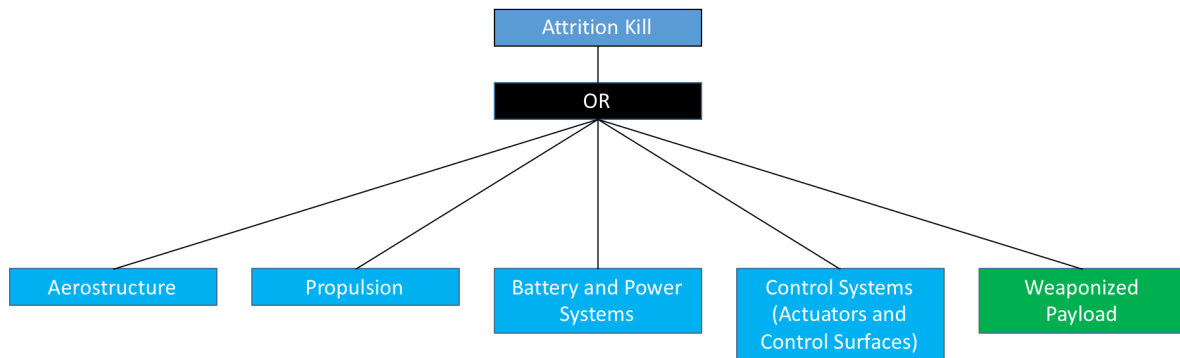 Attrition Kill
OR
Aerostructure
Propulsion
Battery and Power
Systems
Control Systems
(Actuators and
Control Surfaces)
Weaponized
Payload